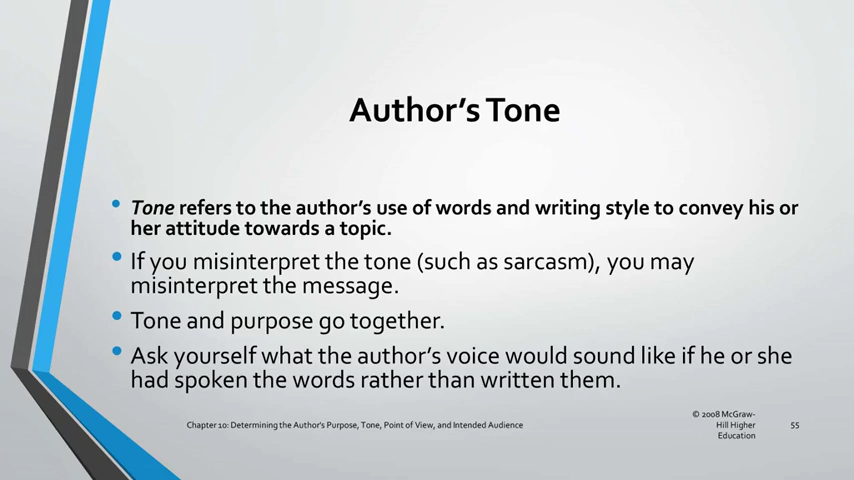 Author's Tone
• Tone refers to the author's use of words and writing style to convey his or
her attitude towards a topic.
• If you misinterpret the tone (such as sarcasm), you may
misinterpret the message.
• Tone and purpose go together.
• Ask yourself what the author's voice would sound like if he or she
had spoken the words rather than written them.
Chapter 10: Determining the Author's Purpose, Tone, Point of View, and Intended Audience
© 2008 McGraw-
Hill Higher
Education
55